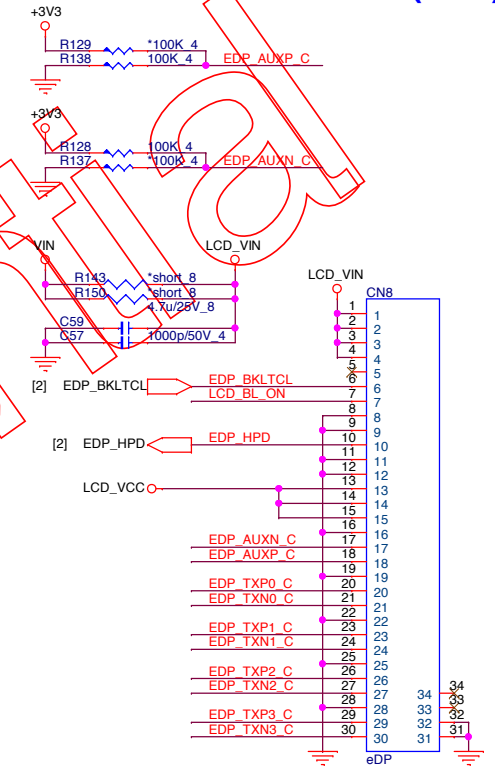 +3V3
R129 *100K_4
R138 100K_4 EDP_AUXP_C
+3V3
R128 100K_4
R137 *100K_4 EDP_AUXN_C
VIN LCD_VIN
R143 *short_8
R150 *short_8
4.7u/25V_8
C59
C57 1000p/50V_4
LCD_VIN
CN8
1 1
2 2
3 3
4 4
5 5
[2] EDP_BKLTCL EDP_BKLTCL 6 6
LCD_BL_ON 7 7
8 8
9 9
[2] EDP_HPD EDP_HPD 10 10
11 11
12 12
LCD_VCC 13 13
14 14
15 15
16 16
EDP_AUXN_C 17 17
EDP_AUXP_C 18 18
19 19
EDP_TXP0_C 20 20
EDP_TXN0_C 21 21
22 22
EDP_TXP1_C 23 23
EDP_TXN1_C 24 24
25 25
EDP_TXP2_C 26 26
EDP_TXN2_C 27 27 34 34
28 28 33 33
EDP_TXP3_C 29 29 32 32
EDP_TXN3_C 30 30 31 31
eDP